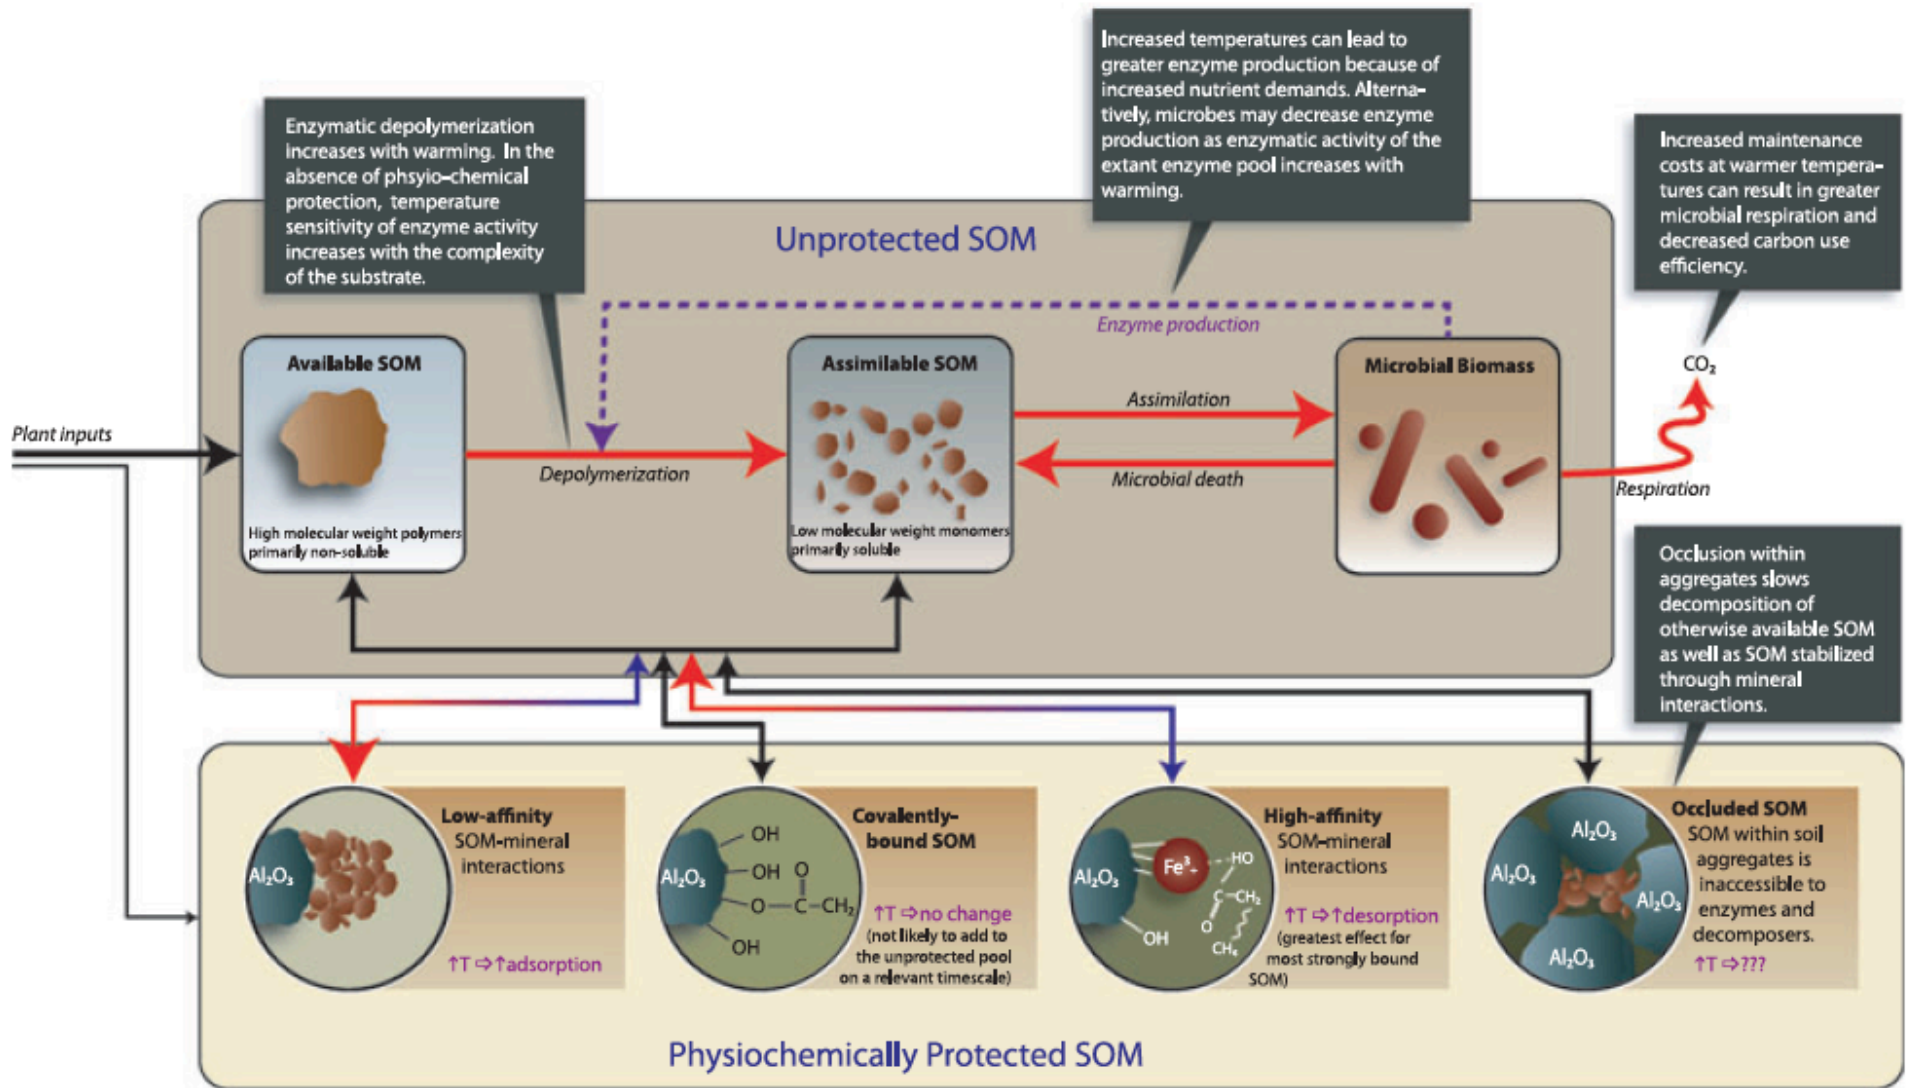 Increased temperatures can lead to
greater enzyme production because of
increased nutrient demands. Alterna-
tively, microbes may decrease enzyme
production as enzymatic activity of the
extant enzyme pool increases with
warming.
Enzymatic depolymerization
increases with warming. In the
absence of phsyio-chemical
protection, temperature
sensitivity of enzyme activity
increases with the complexity
of the substrate.
Increased maintenance
costs at warmer tempera-
tures can result in greater
microbial respiration and
decreased carbon use
efficiency.
Unprotected SOM
Enzyme production
Available SOM
High molecular weight polymers
primarily non-soluble
Assimilable SOM
Low molecular weight monomers
primarily soluble
Microbial Biomass
CO₂
Plant inputs
Depolymerization
Assimilation
Microbial death
Respiration
Occlusion within
aggregates slows
decomposition of
otherwise available SOM
as well as SOM stabilized
through mineral
interactions.
Al₂O₃
Low-affinity
SOM-mineral
interactions
↑T ⇨↑adsorption
Al₂O₃
OH
OH
O
O
C
CH₂
OH
Covalently-
bound SOM
↑T ⇨no change
(not likely to add to
the unprotected pool
on a relevant timescale)
Al₂O₃
Fe³₊
HO
C
CH₂
O
OH
High-affinity
SOM-mineral
interactions
↑T ⇨↑desorption
(greatest effect for
most strongly bound
SOM)
Al₂O₃
Al₂O₃
Al₂O₃
Al₂O₃
Occluded SOM
SOM within soil
aggregates is
inaccessible to
enzymes and
decomposers.
↑T ⇨???
Physiochemically Protected SOM